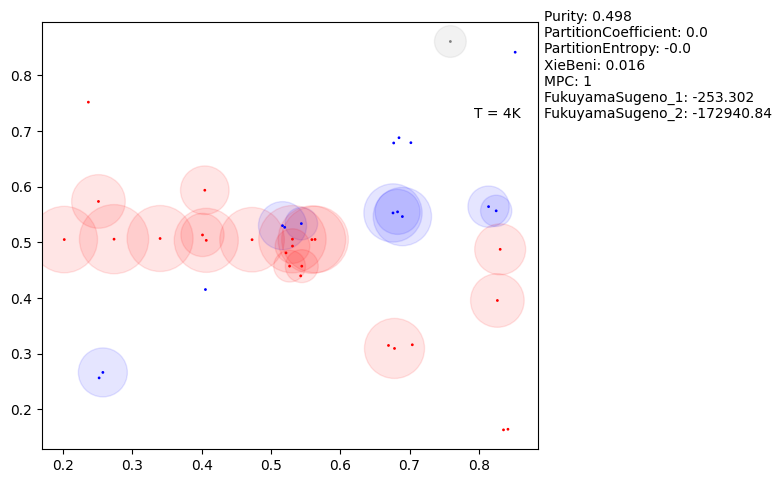 Purity: 0.498
PartitionCoefficient: 0.0
PartitionEntropy: -0.0
XieBeni: 0.016
MPC: 1
FukuyamaSugeno_1: -253.302
FukuyamaSugeno_2: -172940.84
T = 4K
0.8
0.7
0.6
0.5
0.4
0.3
0.2
0.2 0.3 0.4 0.5 0.6 0.7 0.8